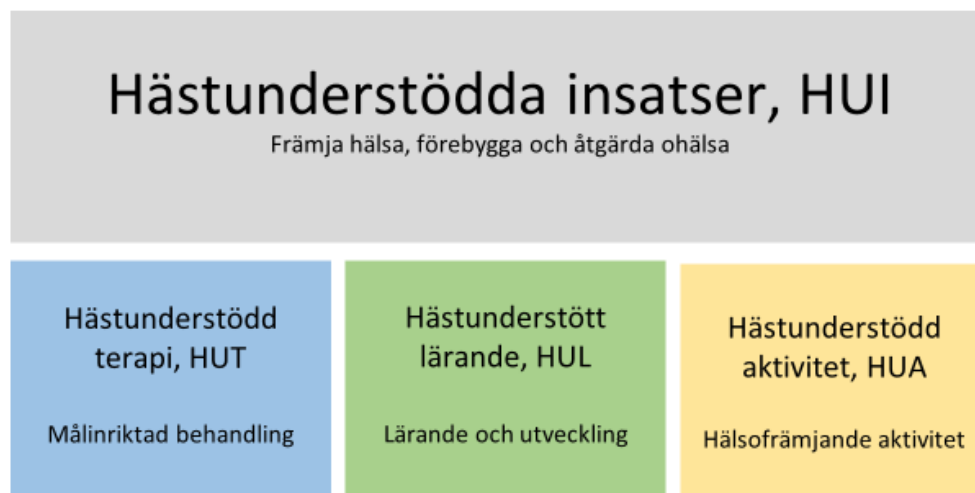 Hästunderstödda insatser, HUI
Främja hälsa, förebygga och åtgärda ohälsa
Hästunderstödd
terapi, HUT
Målinriktad behandling
Hästunderstött
lärande, HUL
Lärande och utveckling
Hästunderstödd
aktivitet, HUA
Hälsofrämjande aktivitet